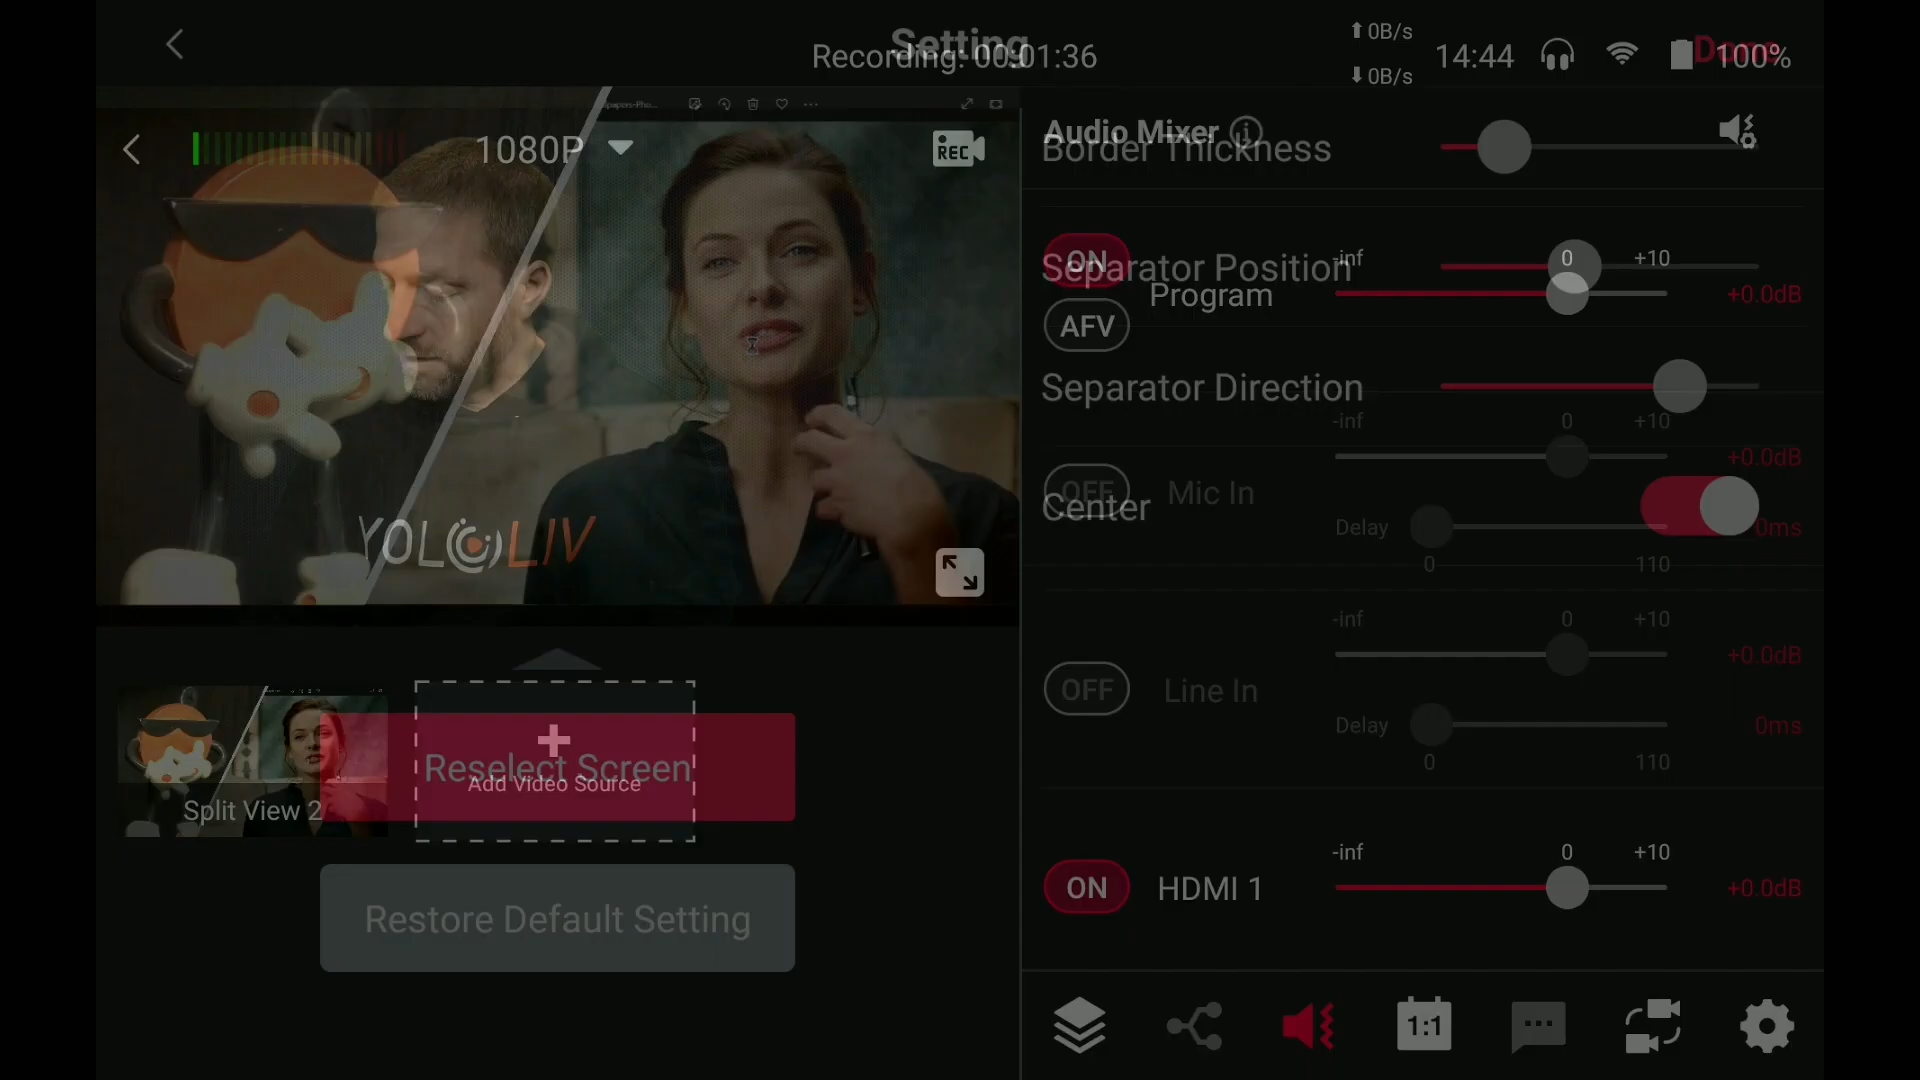 Setting
Recording: 00:01:36
0B/s
0B/s
14:44
Done
100%
1080P
REC
Audio Mixer
Border Thickness
ON
Separator Position
-inf
0
+10
Program
+0.0dB
AFV
Separator Direction
-inf
0
+10
+0.0dB
OFF
Mic In
Center
Delay
0ms
0
110
YOLOLIV
-inf
0
+10
+0.0dB
OFF
Line In
Delay
0ms
0
110
Reselect Screen
Add Video Source
Split View 2
Restore Default Setting
-inf
0
+10
ON
HDMI 1
+0.0dB
1:1